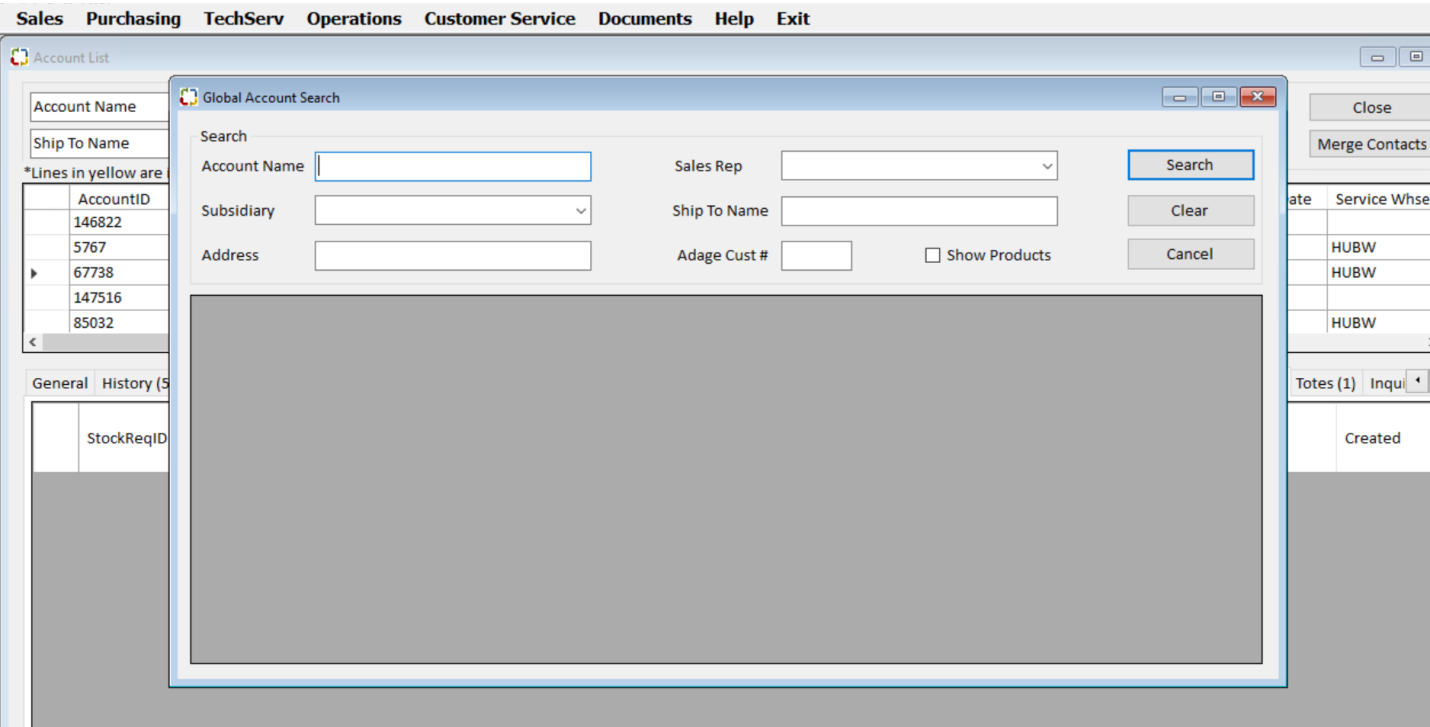 Sales Purchasing TechServ Operations Customer Service Documents Help Exit
Account List
Global Account Search
Account Name
Close
Ship To Name
Merge Contacts
*Lines in yellow are
Search
Account Name Sales Rep Search
Subsidiary Ship To Name Clear
Address Adage Cust # Show Products Cancel
AccountID ate Service Whse
146822
5767 HUBW
67738 HUBW
147516
85032 HUBW
General History (5 Totes (1) Inqui
StockReqID Created